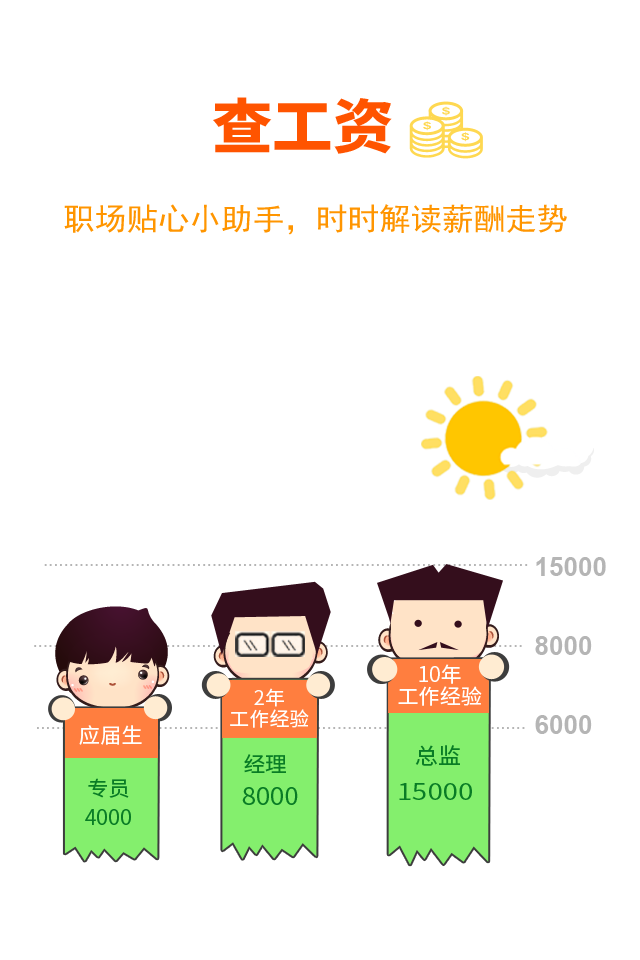 查工资
职场贴心小助手，时时解读薪酬走势
15000
8000
6000
应届生
专员
4000
2年
工作经验
经理
8000
10年
工作经验
总监
15000